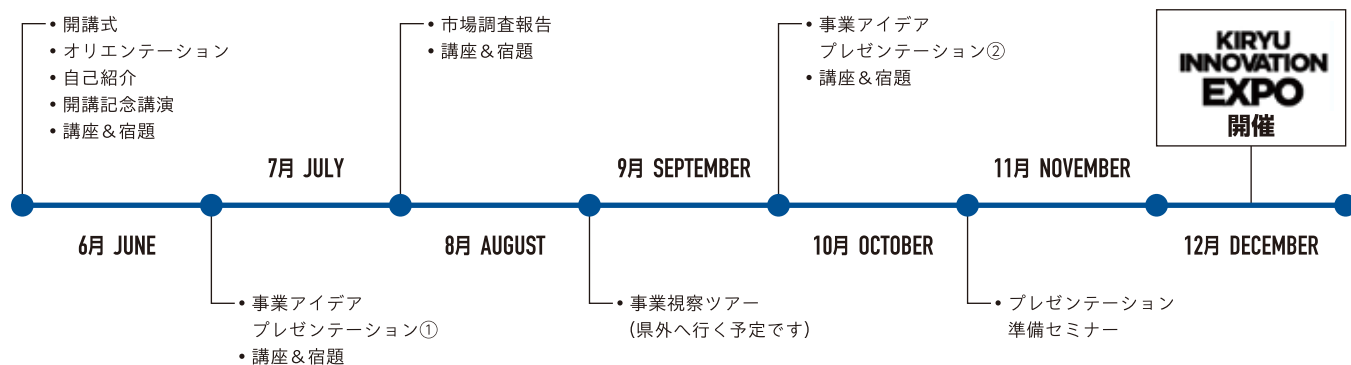 • 開講式
• オリエンテーション
• 自己紹介
• 開講記念講演
• 講座＆宿題
6月 JUNE
• 事業アイデア
プレゼンテーション①
• 講座＆宿題
7月 JULY
• 市場調査報告
• 講座＆宿題
8月 AUGUST
• 事業視察ツアー
(県外へ行く予定です)
9月 SEPTEMBER
• 事業アイデア
プレゼンテーション②
• 講座＆宿題
10月 OCTOBER
• プレゼンテーション
準備セミナー
11月 NOVEMBER
KIRYU
INNOVATION
EXPO
開催
12月 DECEMBER